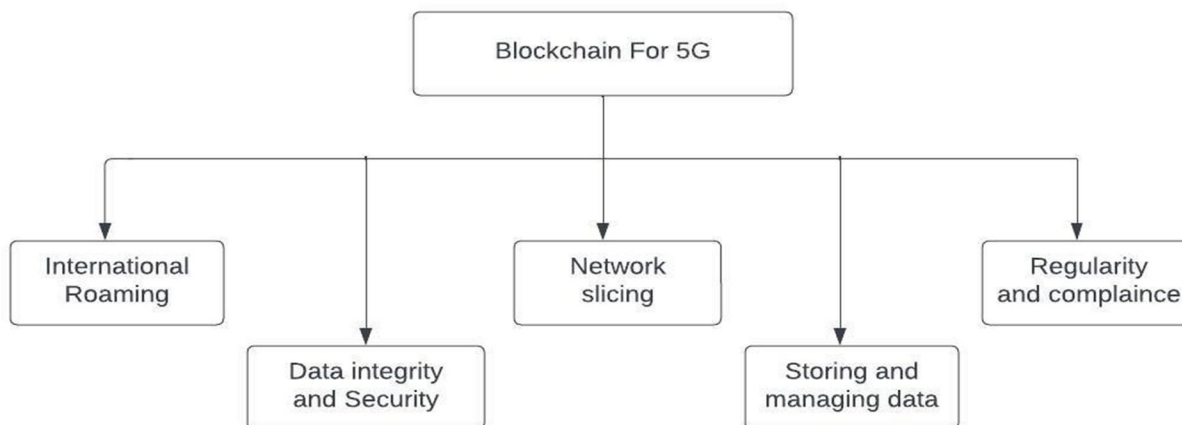 Blockchain For 5G
International
Roaming
Network
slicing
Regularity
and complaince
Data integrity
and Security
Storing and
managing data